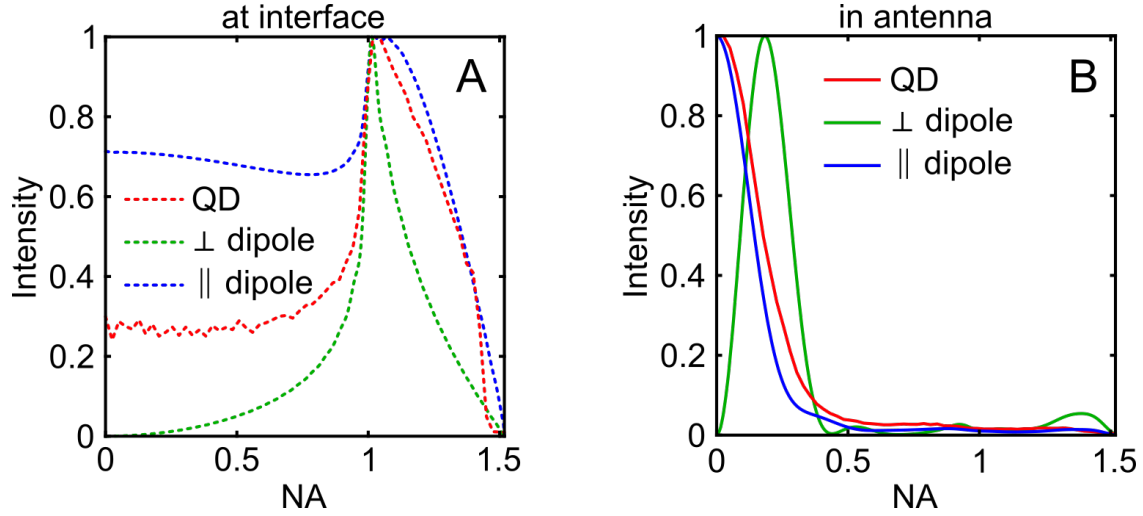 at interface
A
1
0.8
0.6
0.4
0.2
0
Intensity
QD
⊥ dipole
∥ dipole
0 0.5 1 1.5
NA
in antenna
B
1
0.8
0.6
0.4
0.2
0
Intensity
QD
⊥ dipole
∥ dipole
0 0.5 1 1.5
NA